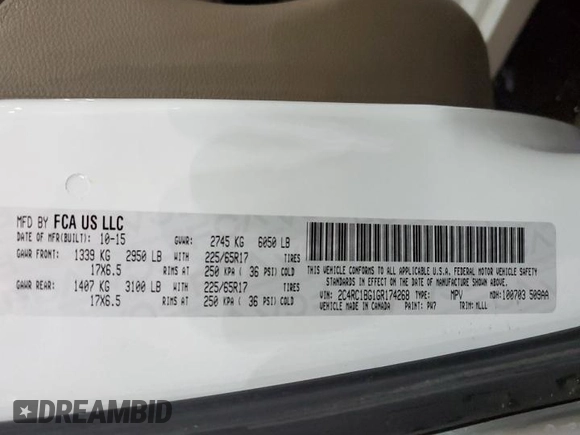 MFD BY FCA US LLC
DATE OF MFR(BUILT): 10-15 GVWR: 2745 KG 6050 LB
GAWR FRONT: 1339 KG 2950 LB WITH 225/65R17 TIRES
17X6.5 RIMS AT 250 KPA ( 36 PSI) COLD
GAWR REAR: 1407 KG 3100 LB WITH 225/65R17 TIRES
17X6.5 RIMS AT 250 KPA ( 36 PSI) COLD
THIS VEHICLE CONFORMS TO ALL APPLICABLE U.S.A. FEDERAL MOTOR VEHICLE SAFETY
STANDARDS IN EFFECT ON THE DATE OF MANUFACTURE SHOWN ABOVE.
VIN: 2C4RC1BG1GR174268 TYPE: MPV MDH:100703 509AA
VEHICLE MADE IN CANADA PAINT: PW7 TRIM: MLLL
DREAMBID